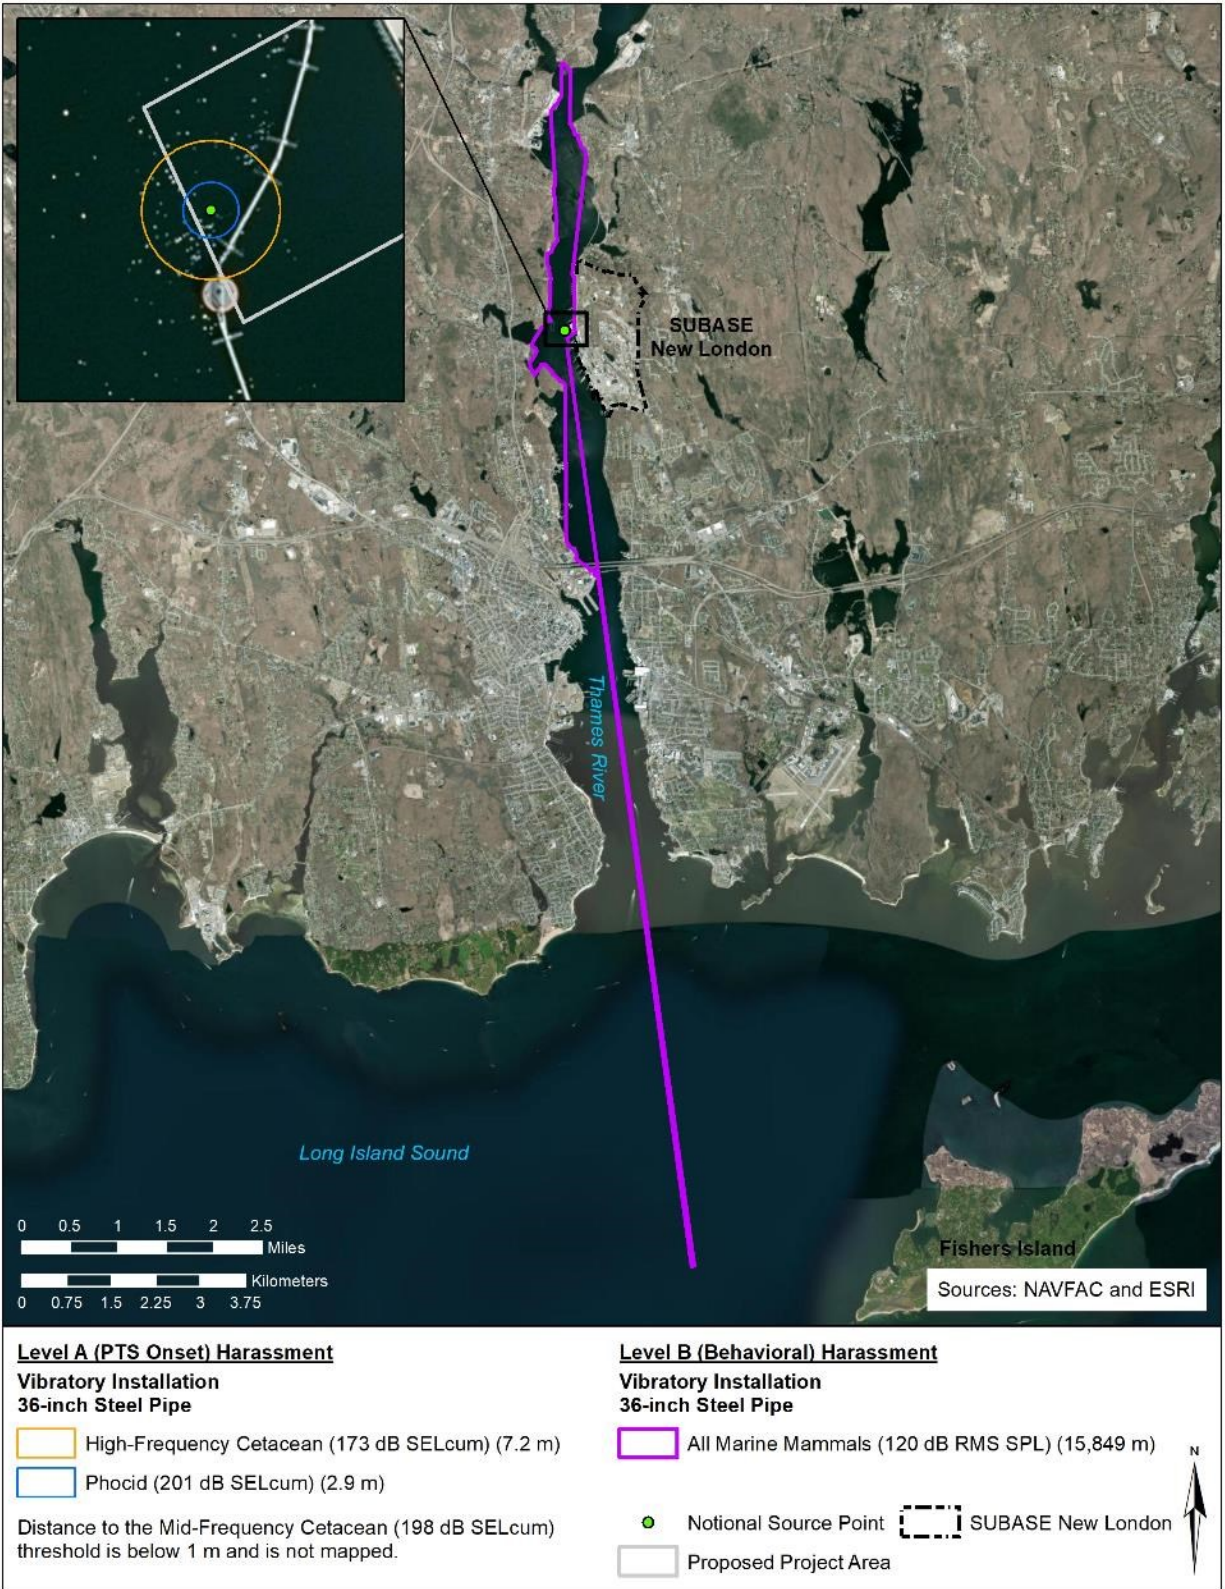 SUBASE
New London
Thames River
Long Island Sound
0 0.5 1 1.5 2 2.5
Miles
Kilometers
0 0.75 1.5 2.25 3 3.75
Fishers Island
Sources: NAVFAC and ESRI
Level A (PTS Onset) Harassment
Vibratory Installation
36-inch Steel Pipe
High-Frequency Cetacean (173 dB SELcum) (7.2 m)
Phocid (201 dB SELcum) (2.9 m)
Distance to the Mid-Frequency Cetacean (198 dB SELcum)
threshold is below 1 m and is not mapped.
Level B (Behavioral) Harassment
Vibratory Installation
36-inch Steel Pipe
All Marine Mammals (120 dB RMS SPL) (15,849 m)
N
Notional Source Point
SUBASE New London
Proposed Project Area